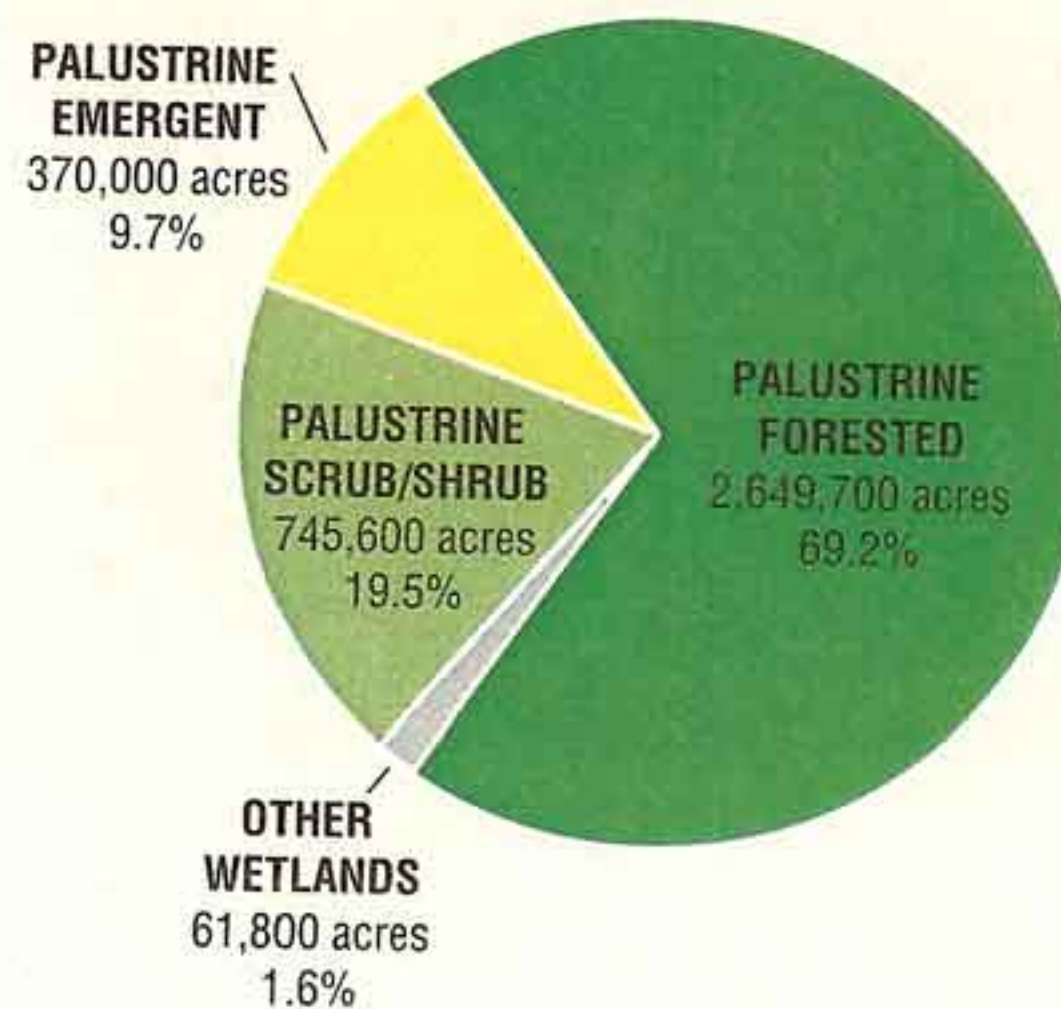 PALUSTRINE
EMERGENT
370,000 acres
9.7%
PALUSTRINE
FORESTED
2,649,700 acres
69.2%
PALUSTRINE
SCRUB/SHRUB
745,600 acres
19.5%
OTHER
WETLANDS
61,800 acres
1.6%